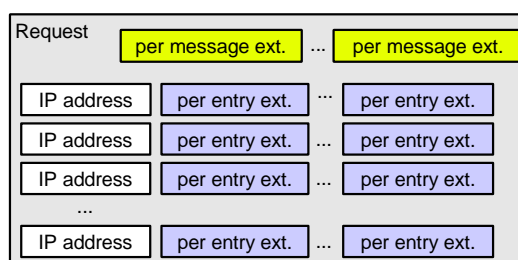 Request
per message ext. ... per message ext.
IP address per entry ext. ... per entry ext.
IP address per entry ext. ... per entry ext.
IP address per entry ext. ... per entry ext.
...
IP address per entry ext. ... per entry ext.